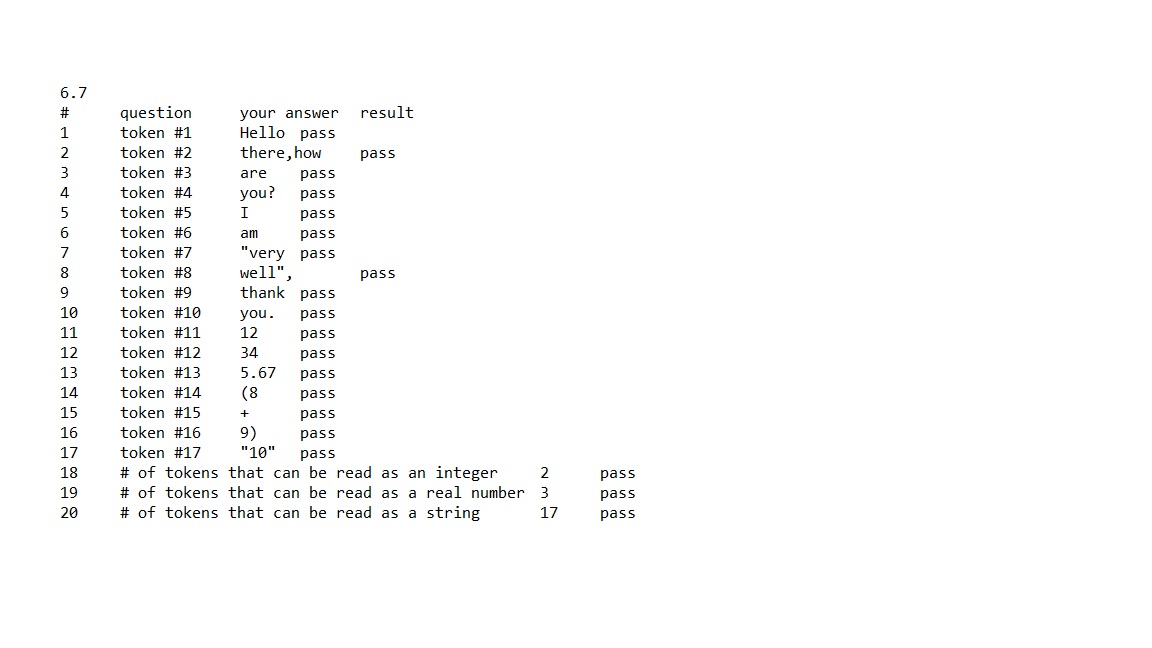 6.7
# question your answer result
1 token #1 Hello pass
2 token #2 there,how pass
3 token #3 are pass
4 token #4 you? pass
5 token #5 I pass
6 token #6 am pass
7 token #7 "very pass
8 token #8 well", pass
9 token #9 thank pass
10 token #10 you. pass
11 token #11 12 pass
12 token #12 34 pass
13 token #13 5.67 pass
14 token #14 (8 pass
15 token #15 + pass
16 token #16 9) pass
17 token #17 "10" pass
18 # of tokens that can be read as an integer 2 pass
19 # of tokens that can be read as a real number 3 pass
20 # of tokens that can be read as a string 17 pass